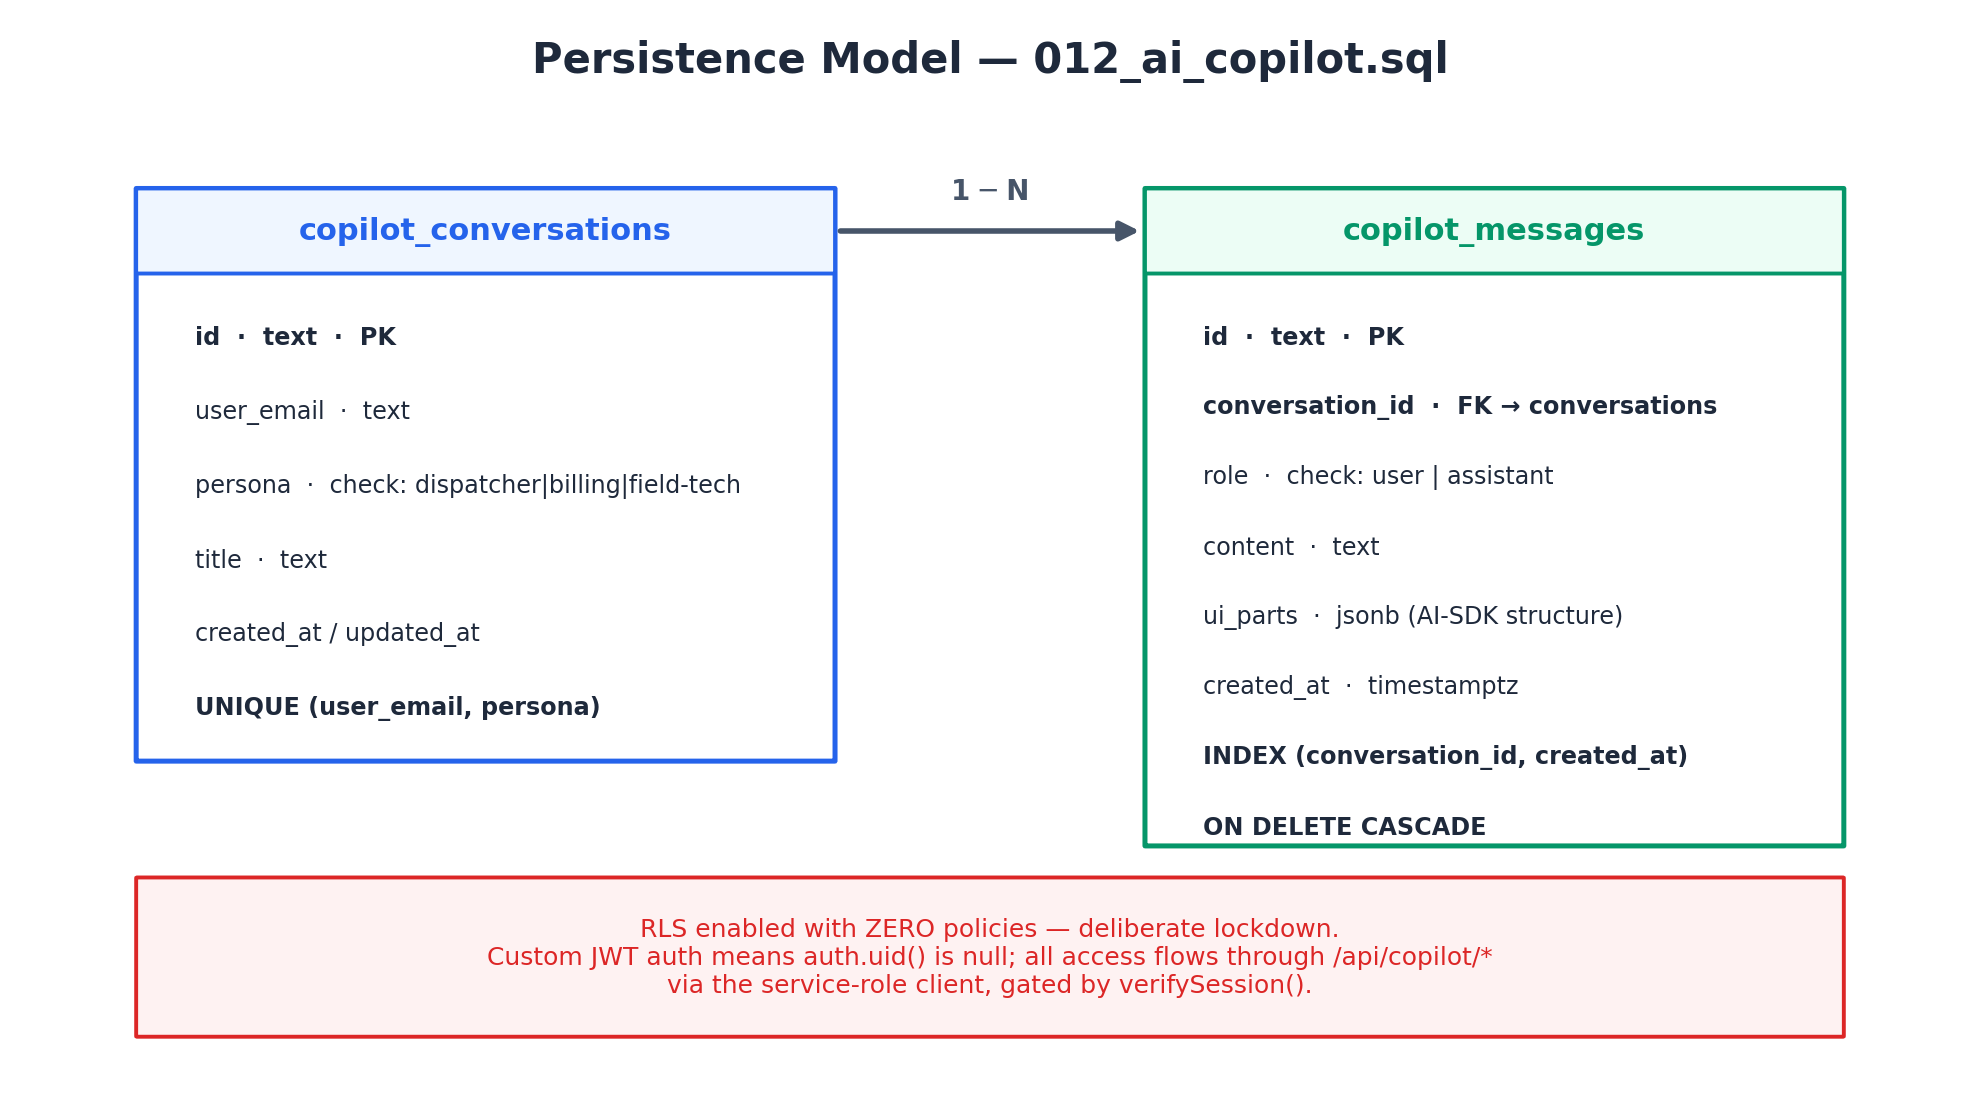 Persistence Model — 012_ai_copilot.sql
1 − N
copilot_conversations
id · text · PK
user_email · text
persona · check: dispatcher|billing|field-tech
title · text
created_at / updated_at
UNIQUE (user_email, persona)
copilot_messages
id · text · PK
conversation_id · FK → conversations
role · check: user | assistant
content · text
ui_parts · jsonb (AI-SDK structure)
created_at · timestamptz
INDEX (conversation_id, created_at)
ON DELETE CASCADE
RLS enabled with ZERO policies — deliberate lockdown.
Custom JWT auth means auth.uid() is null; all access flows through /api/copilot/*
via the service-role client, gated by verifySession().